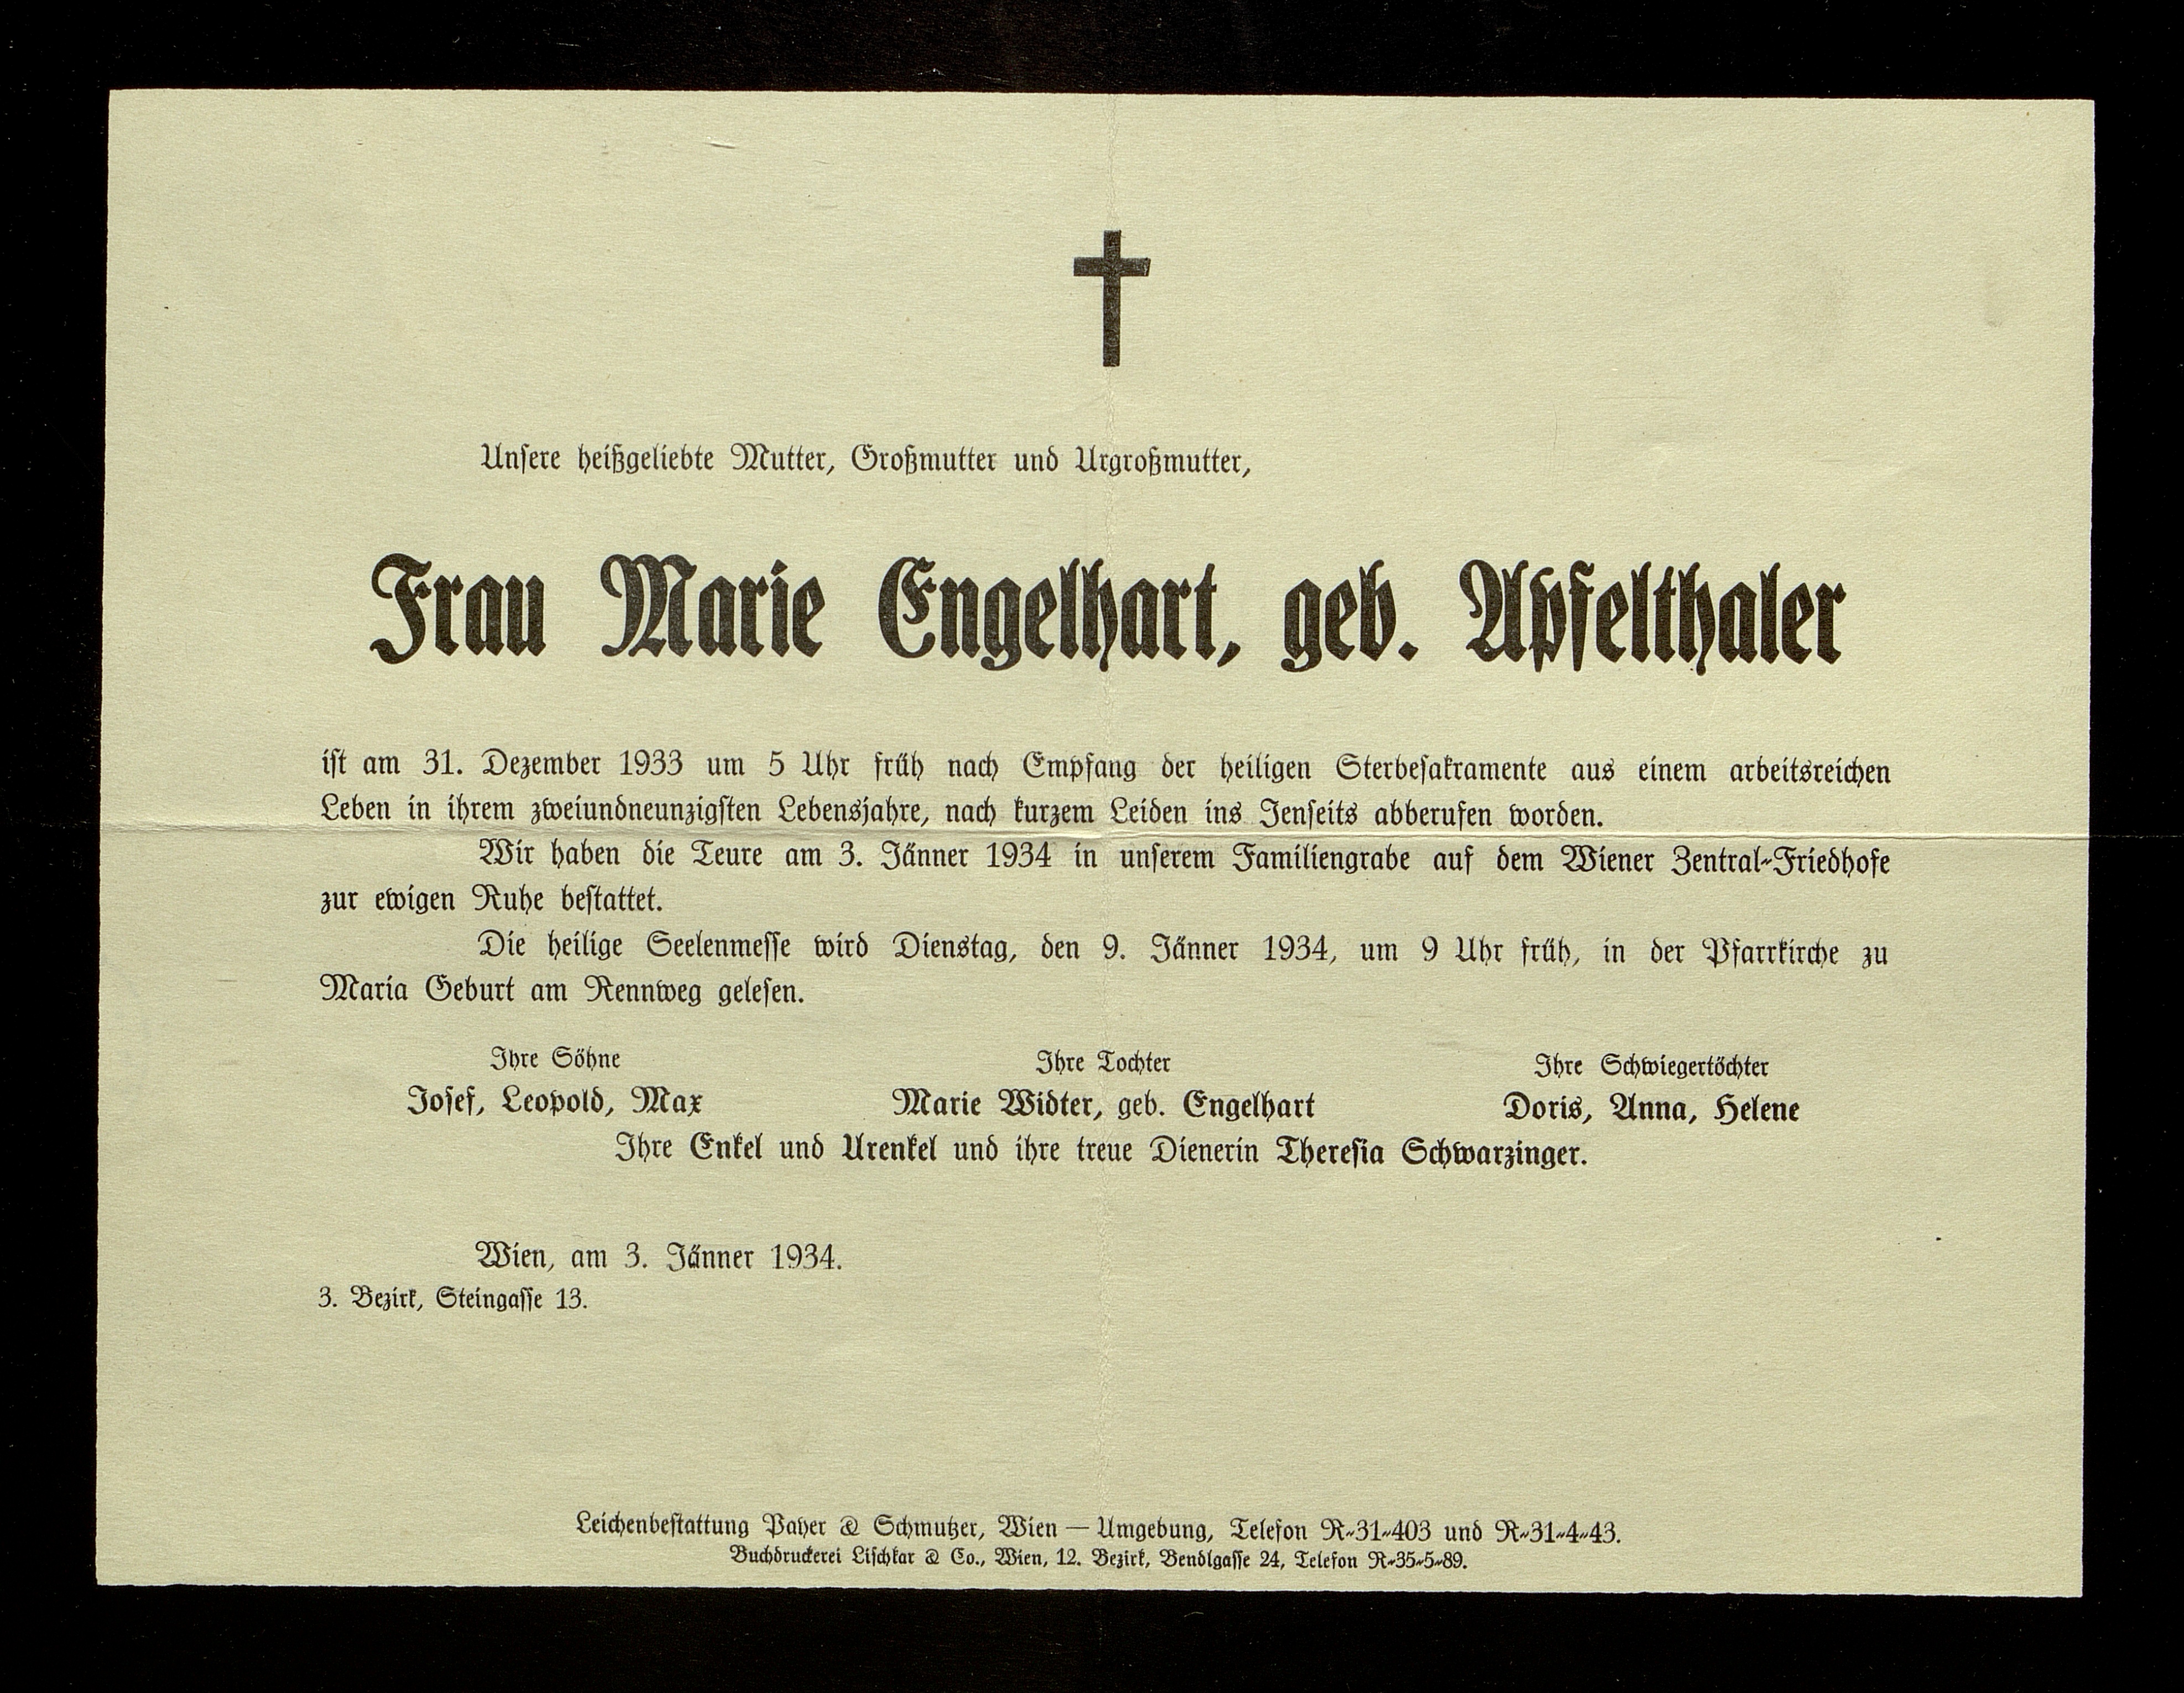 Unsere heißgeliebte Mutter, Großmutter und Urgroßmutter,
Frau Marie Engelhart, geb. Apfelthaler
ist am 31. Dezember 1933 um 5 Uhr früh nach Empfang der heiligen Sterbesakramente aus einem arbeitsreichen
Leben in ihrem zweiundneunzigsten Lebensjahre, nach kurzem Leiden ins Jenseits abberufen worden.
Wir haben die Teure am 3. Jänner 1934 in unserem Familiengrabe auf dem Wiener Zentral-Friedhofe
zur ewigen Ruhe bestattet.
Die heilige Seelenmesse wird Dienstag, den 9. Jänner 1934, um 9 Uhr früh, in der Pfarrkirche zu
Maria Geburt am Rennweg gelesen.
Ihre Söhne
Josef, Leopold, Max
Ihre Tochter
Marie Widter, geb. Engelhart
Ihre Schwiegertöchter
Doris, Anna, Helene
Ihre Enkel und Urenkel und ihre treue Dienerin Theresia Schwarzinger.
Wien, am 3. Jänner 1934.
3. Bezirk, Steingasse 13.
Leichenbestattung Payer & Schmutzer, Wien — Umgebung, Telefon R-31-403 und R-31-4-43.
Buchdruckerei Lischkar & Co., Wien, 12. Bezirk, Bendlgasse 24, Telefon R-35-5-89.